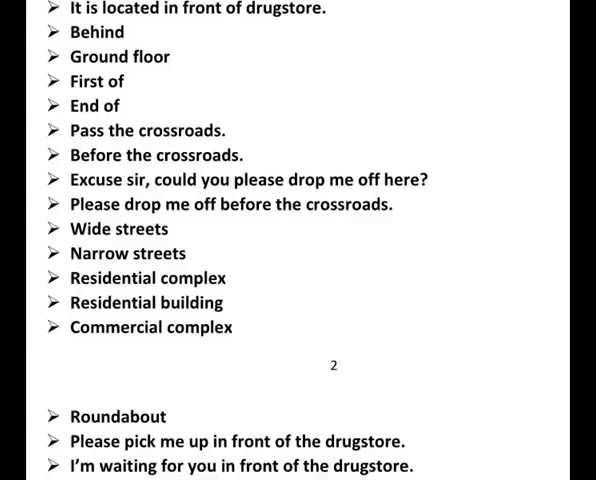 ➢ It is located in front of drugstore.
➢ Behind
➢ Ground floor
➢ First of
➢ End of
➢ Pass the crossroads.
➢ Before the crossroads.
➢ Excuse sir, could you please drop me off here?
➢ Please drop me off before the crossroads.
➢ Wide streets
➢ Narrow streets
➢ Residential complex
➢ Residential building
➢ Commercial complex
2
➢ Roundabout
➢ Please pick me up in front of the drugstore.
➢ I’m waiting for you in front of the drugstore.